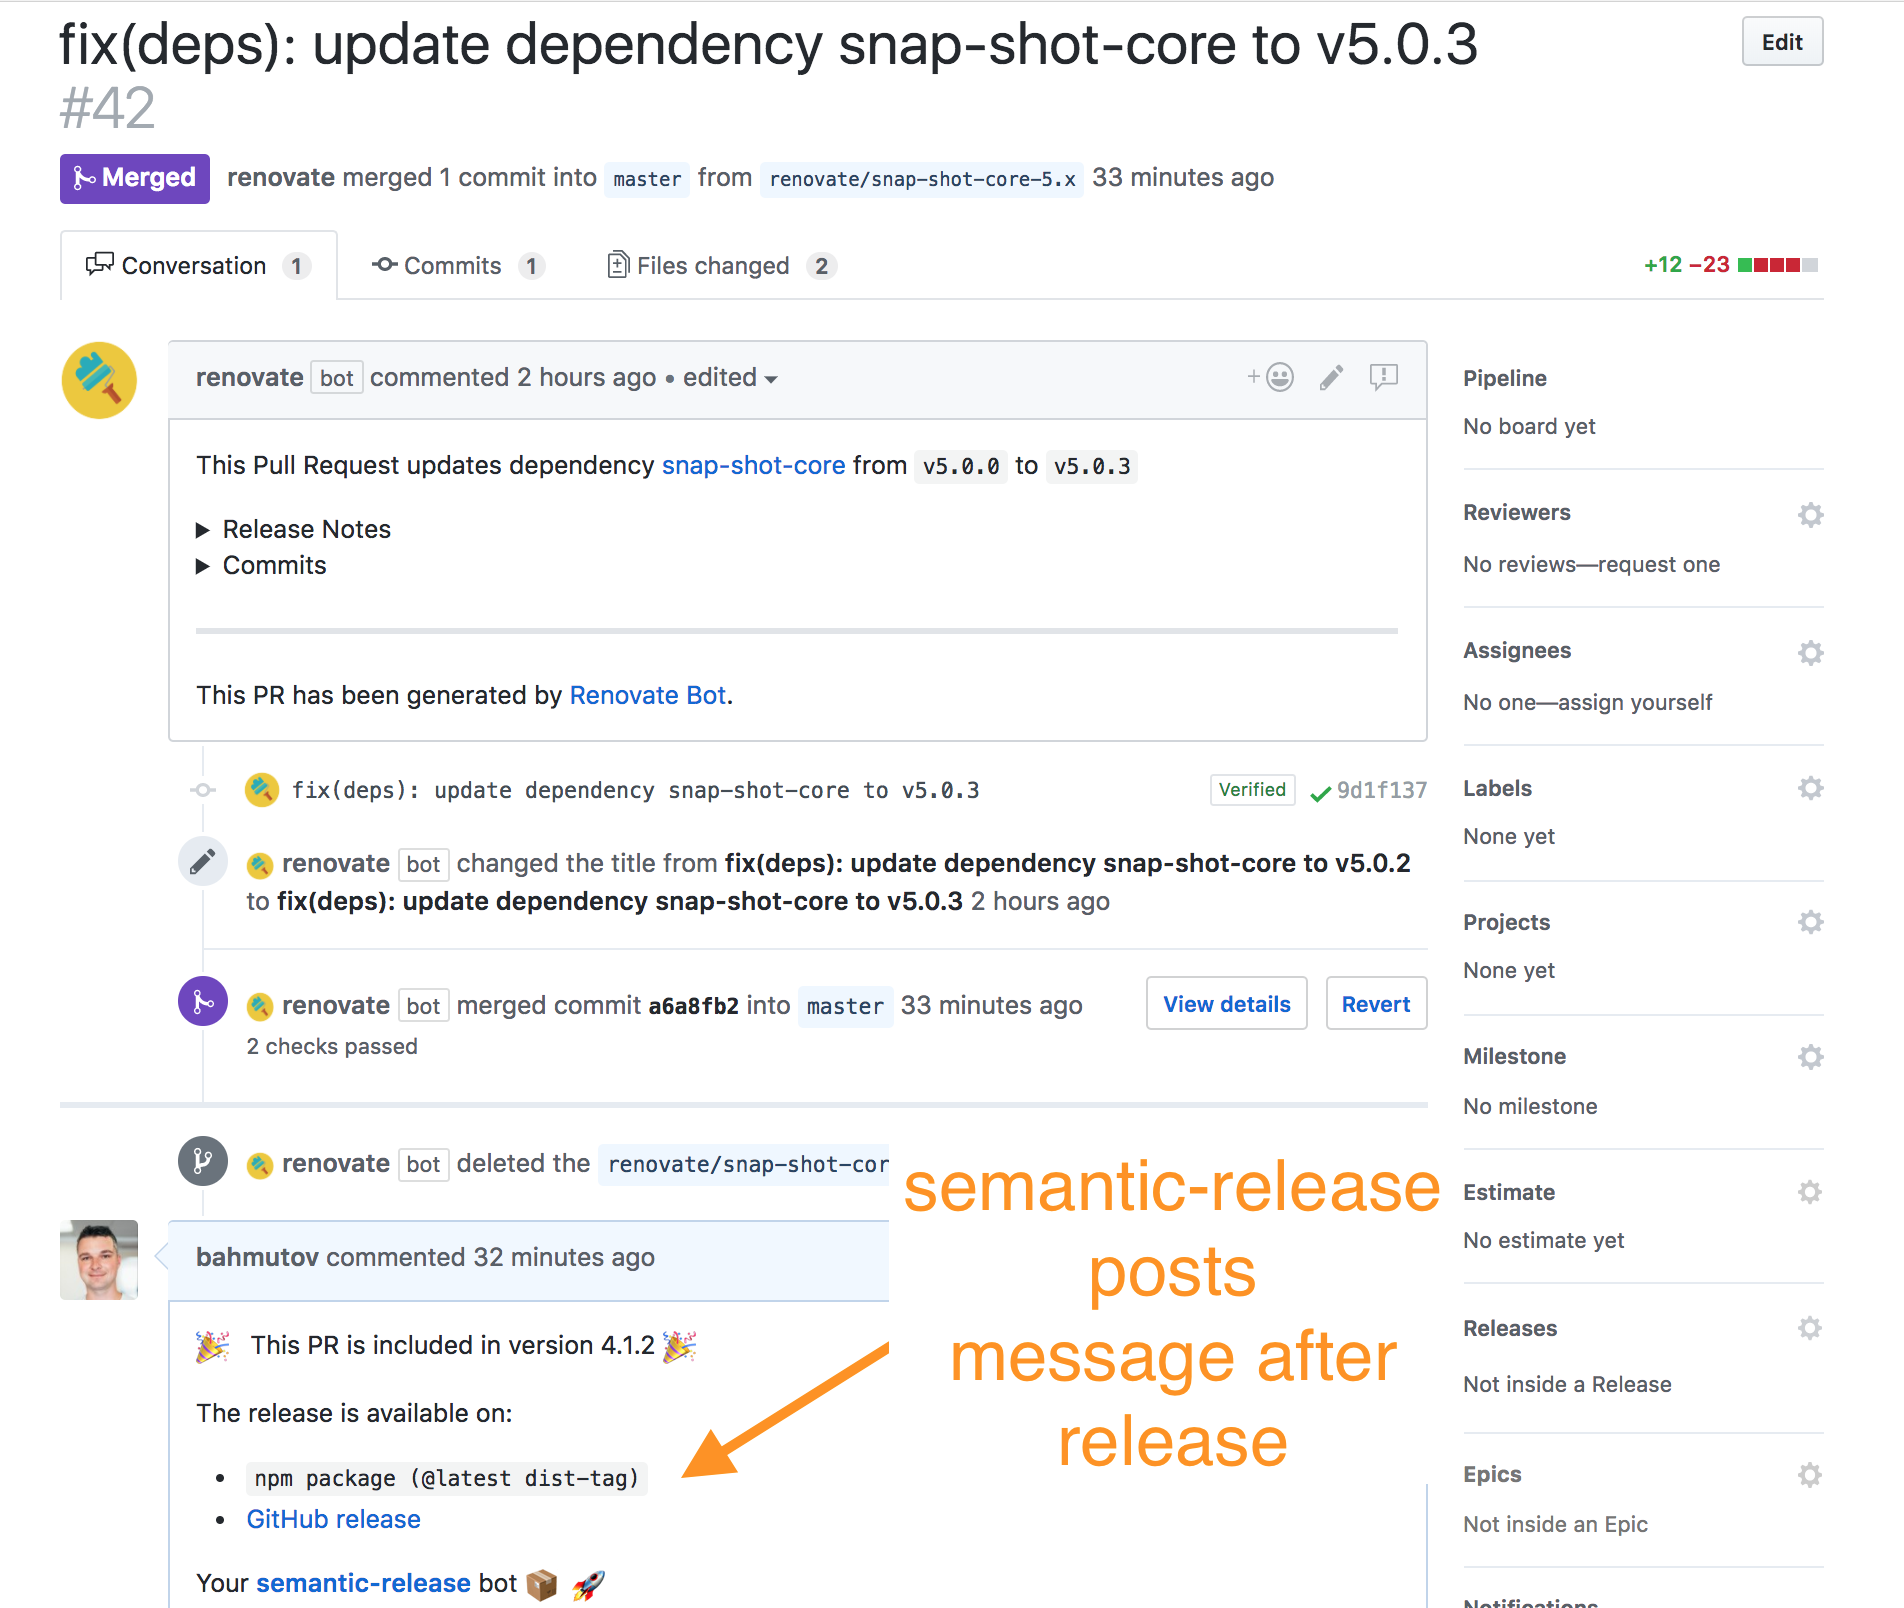 fix(deps): update dependency snap-shot-core to v5.0.3
#42
Edit
Merged
renovate merged 1 commit into master from renovate/snap-shot-core-5.x 33 minutes ago
Conversation 1
Commits 1
Files changed 2
+12 −23
renovate bot commented 2 hours ago • edited
This Pull Request updates dependency snap-shot-core from v5.0.0 to v5.0.3
Release Notes
Commits
This PR has been generated by Renovate Bot.
fix(deps): update dependency snap-shot-core to v5.0.3
Verified
9d1f137
renovate bot changed the title from fix(deps): update dependency snap-shot-core to v5.0.2
to fix(deps): update dependency snap-shot-core to v5.0.3 2 hours ago
renovate bot merged commit a6a8fb2 into master 33 minutes ago
2 checks passed
View details
Revert
renovate bot deleted the renovate/snap-shot-cor
bahmutov commented 32 minutes ago
🎉 This PR is included in version 4.1.2 🎉
The release is available on:
• npm package (@latest dist-tag)
• GitHub release
Your semantic-release bot 📦 🚀
semantic-release
posts
message after
release
Pipeline
No board yet
Reviewers
No reviews—request one
Assignees
No one—assign yourself
Labels
None yet
Projects
None yet
Milestone
No milestone
Estimate
No estimate yet
Releases
Not inside a Release
Epics
Not inside an Epic
Notifications